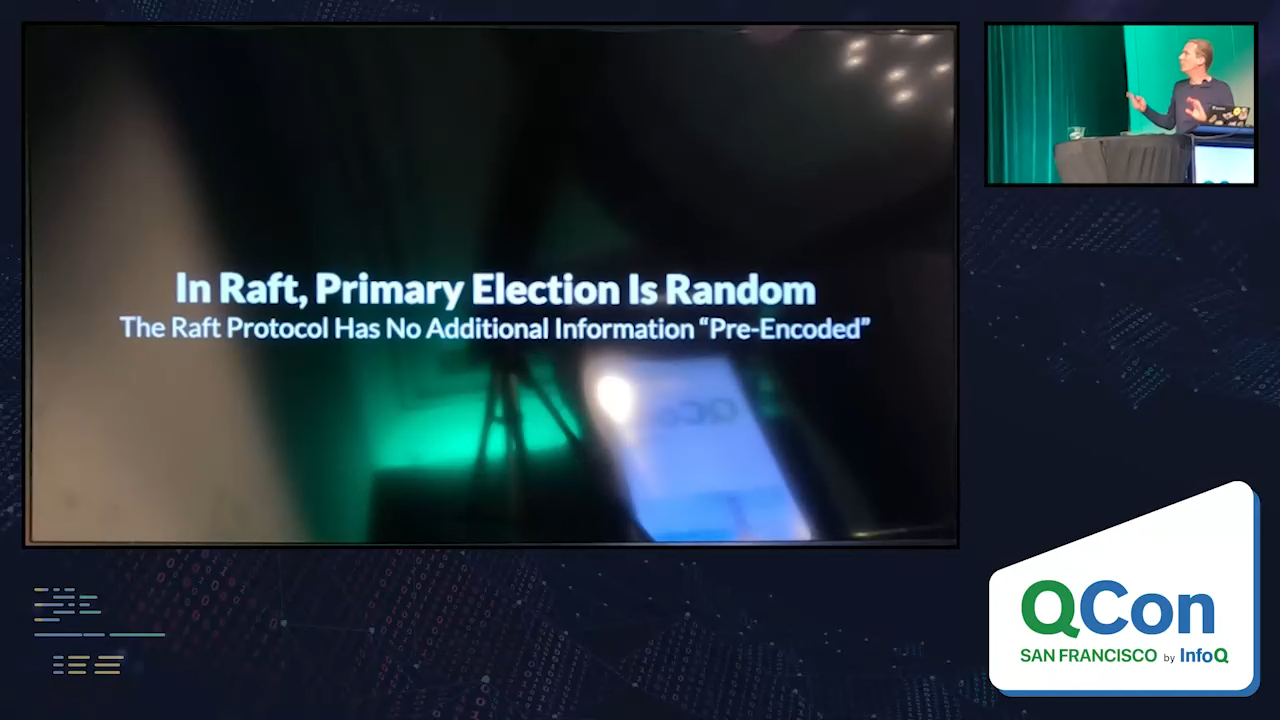 In Raft, Primary Election Is Random
The Raft Protocol Has No Additional Information “Pre-Encoded”
QCon
QCon
SAN FRANCISCO by InfoQ